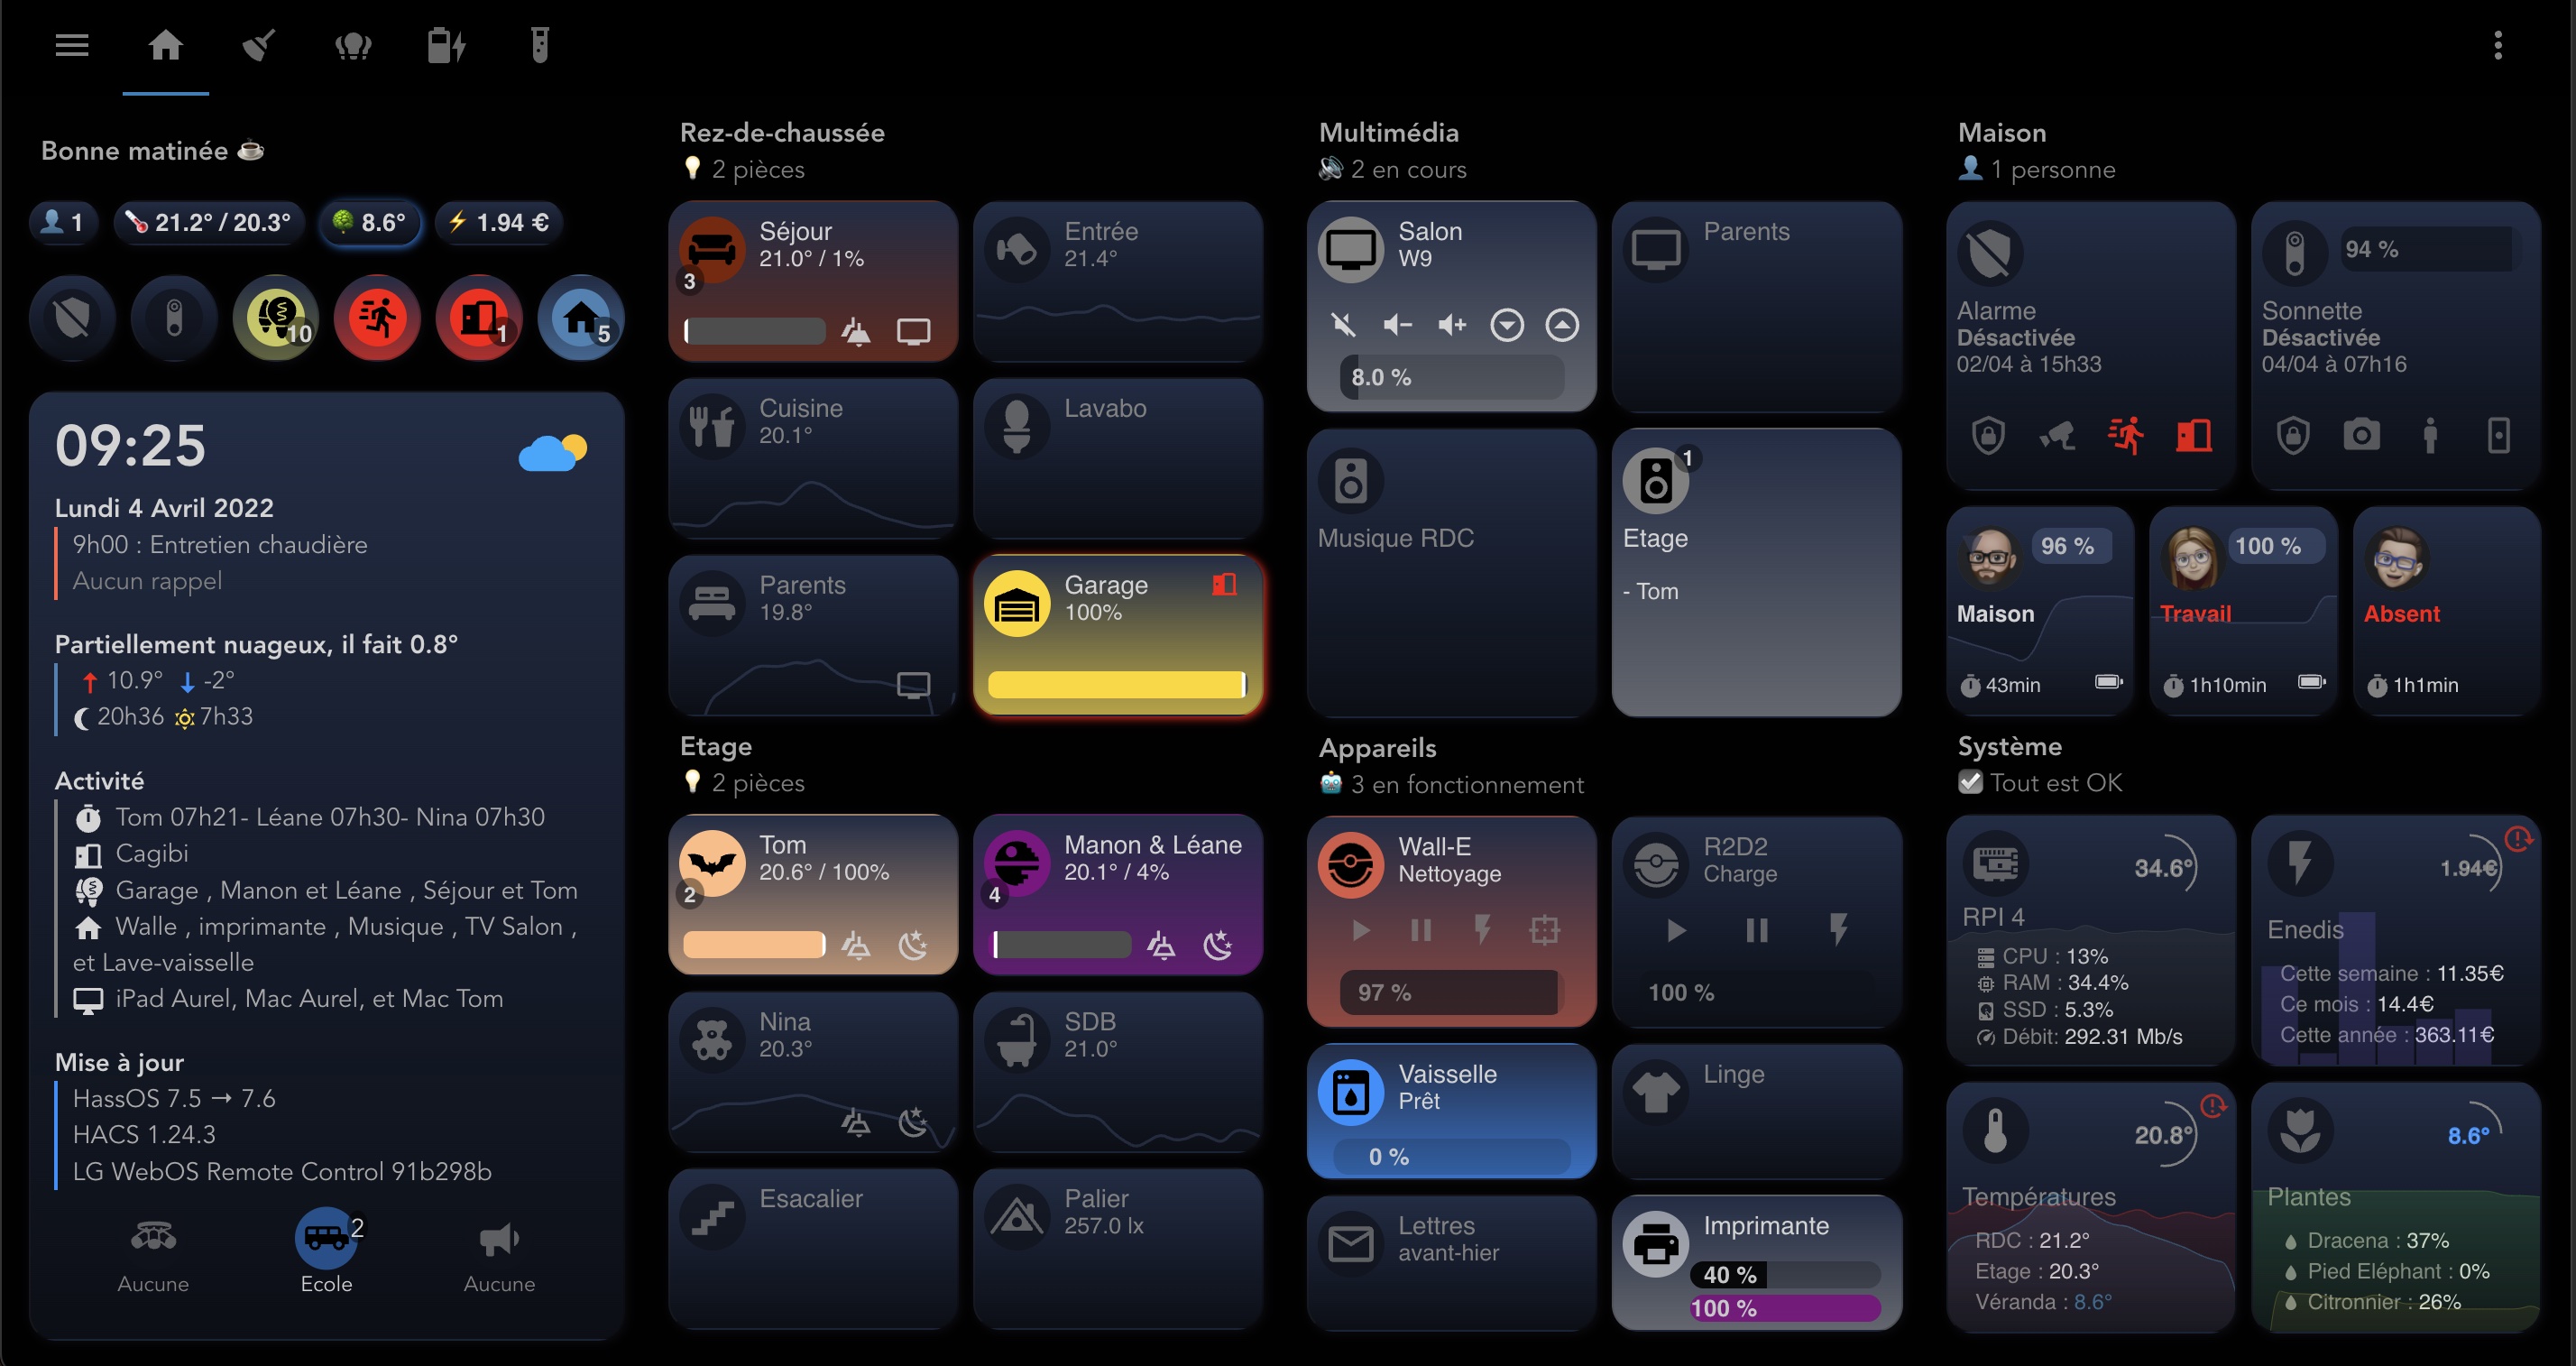 Bonne matinée
1
21.2° / 20.3°
8.6°
1.94 €
10
1
5
09:25
Lundi 4 Avril 2022
9h00 : Entretien chaudière
Aucun rappel
Partiellement nuageux, il fait 0.8°
10.9° -2°
20h36 7h33
Activité
Tom 07h21- Léane 07h30- Nina 07h30
Cagibi
Garage , Manon et Léane , Séjour et Tom
Walle , imprimante , Musique , TV Salon ,
et Lave-vaisselle
iPad Aurel, Mac Aurel, et Mac Tom
Mise à jour
HassOS 7.5 → 7.6
HACS 1.24.3
LG WebOS Remote Control 91b298b
2
Aucune
Ecole
Aucune
Rez-de-chaussée
2 pièces
Séjour
21.0° / 1%
3
Entrée
21.4°
Cuisine
20.1°
Lavabo
Parents
19.8°
Garage
100%
Etage
2 pièces
Tom
20.6° / 100%
2
Manon & Léane
20.1° / 4%
4
Nina
20.3°
SDB
21.0°
Esacalier
Palier
257.0 lx
Multimédia
2 en cours
Salon
W9
8.0 %
Parents
Musique RDC
1
Etage
- Tom
Appareils
3 en fonctionnement
Wall-E
Nettoyage
97 %
R2D2
Charge
100 %
Vaisselle
Prêt
0 %
Linge
Lettres
avant-hier
Imprimante
40 %
100 %
Maison
1 personne
Alarme
Désactivée
02/04 à 15h33
94 %
Sonnette
Désactivée
04/04 à 07h16
96 %
Maison
43min
100 %
Travail
1h10min
Absent
1h1min
Système
Tout est OK
34.6°
RPI 4
CPU : 13%
RAM : 34.4%
SSD : 5.3%
Débit: 292.31 Mb/s
1.94€
Enedis
Cette semaine : 11.35€
Ce mois : 14.4€
Cette année : 363.11€
20.8°
Températures
RDC : 21.2°
Etage : 20.3°
Véranda : 8.6°
8.6°
Plantes
Dracena : 37%
Pied Eléphant : 0%
Citronnier : 26%